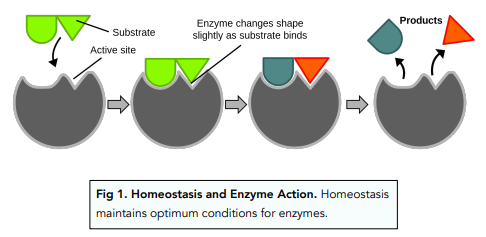 Substrate
Active site
Enzyme changes shape
slightly as substrate binds
Products
Fig 1. Homeostasis and Enzyme Action. Homeostasis
maintains optimum conditions for enzymes.